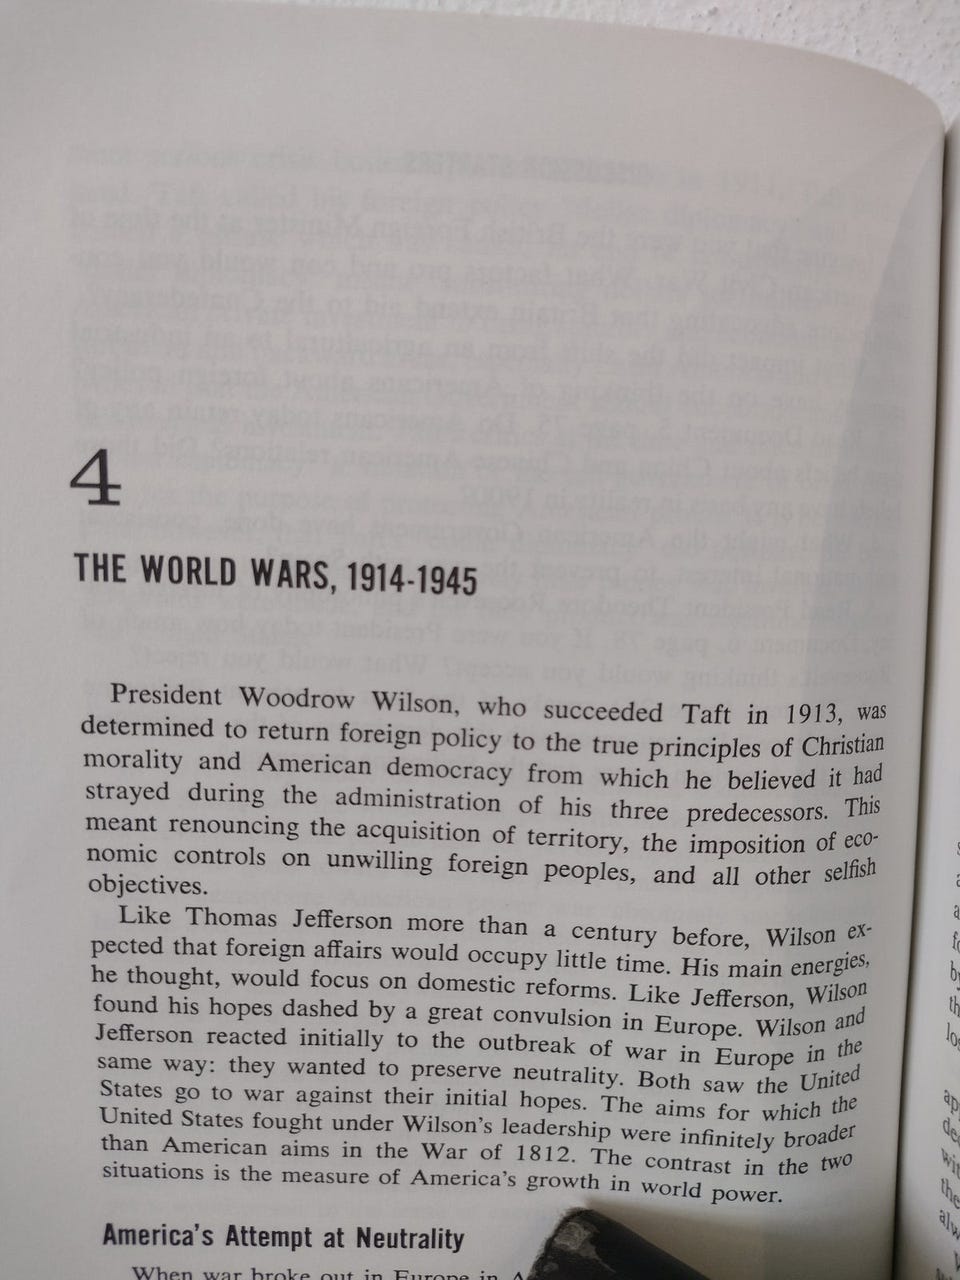 4
THE WORLD WARS, 1914-1945
President Woodrow Wilson, who succeeded Taft in 1913, was
determined to return foreign policy to the true principles of Christian
morality and American democracy from which he believed it had
strayed during the administration of his three predecessors. This
meant renouncing the acquisition of territory, the imposition of eco-
nomic controls on unwilling foreign peoples, and all other selfish
objectives.
Like Thomas Jefferson more than a century before, Wilson ex-
pected that foreign affairs would occupy little time. His main energies,
he thought, would focus on domestic reforms. Like Jefferson, Wilson
found his hopes dashed by a great convulsion in Europe. Wilson and
Jefferson reacted initially to the outbreak of war in Europe in the
same way: they wanted to preserve neutrality. Both saw the United
States go to war against their initial hopes. The aims for which the
United States fought under Wilson's leadership were infinitely broader
than American aims in the War of 1812. The contrast in the two
situations is the measure of America's growth in world power.
America's Attempt at Neutrality
When war broke out in Europe in